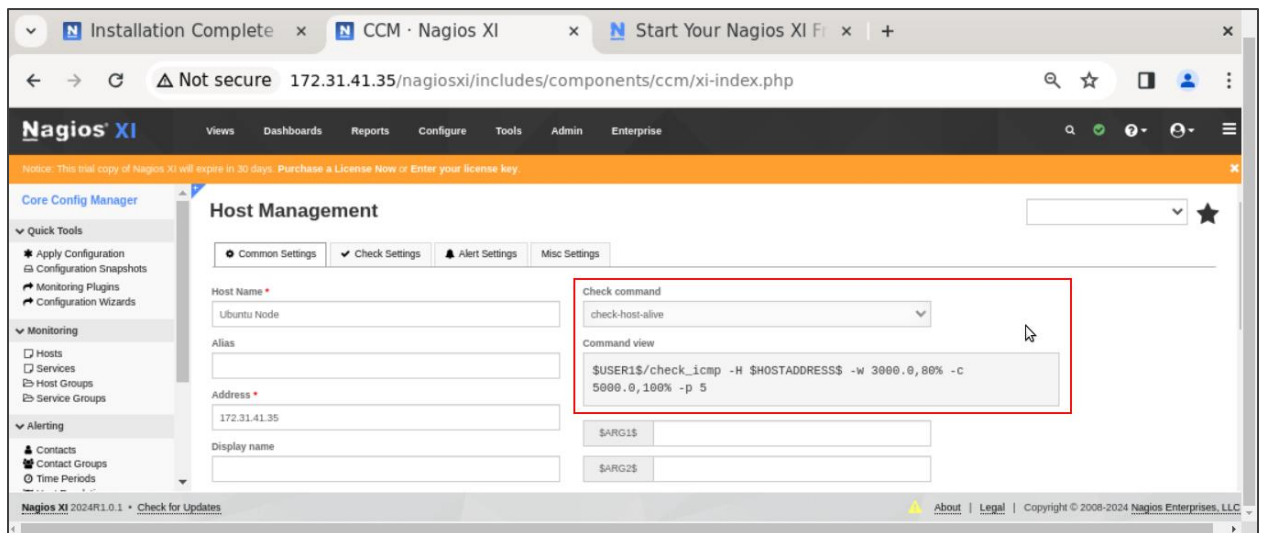 Installation Complete
CCM · Nagios XI
Start Your Nagios XI Fr
Not secure 172.31.41.35/nagiosxi/includes/components/ccm/xi-index.php
Nagios® XI Views Dashboards Reports Configure Tools Admin Enterprise
Notice: This trial copy of Nagios XI will expire in 30 days. Purchase a License Now or Enter your license key.
Core Config Manager
Quick Tools
Apply Configuration
Configuration Snapshots
Monitoring Plugins
Configuration Wizards
Monitoring
Hosts
Services
Host Groups
Service Groups
Alerting
Contacts
Contact Groups
Time Periods
Host Management
Common Settings Check Settings Alert Settings Misc Settings
Host Name *
Ubuntu Node
Alias
Address *
172.31.41.35
Display name
Check command
check-host-alive
Command view
$USER1$/check_icmp -H $HOSTADDRESS$ -w 3000.0,80% -c
5000.0,100% -p 5
$ARG1$
$ARG2$
Nagios XI 2024R1.0.1 • Check for Updates
About | Legal | Copyright © 2008-2024 Nagios Enterprises, LLC